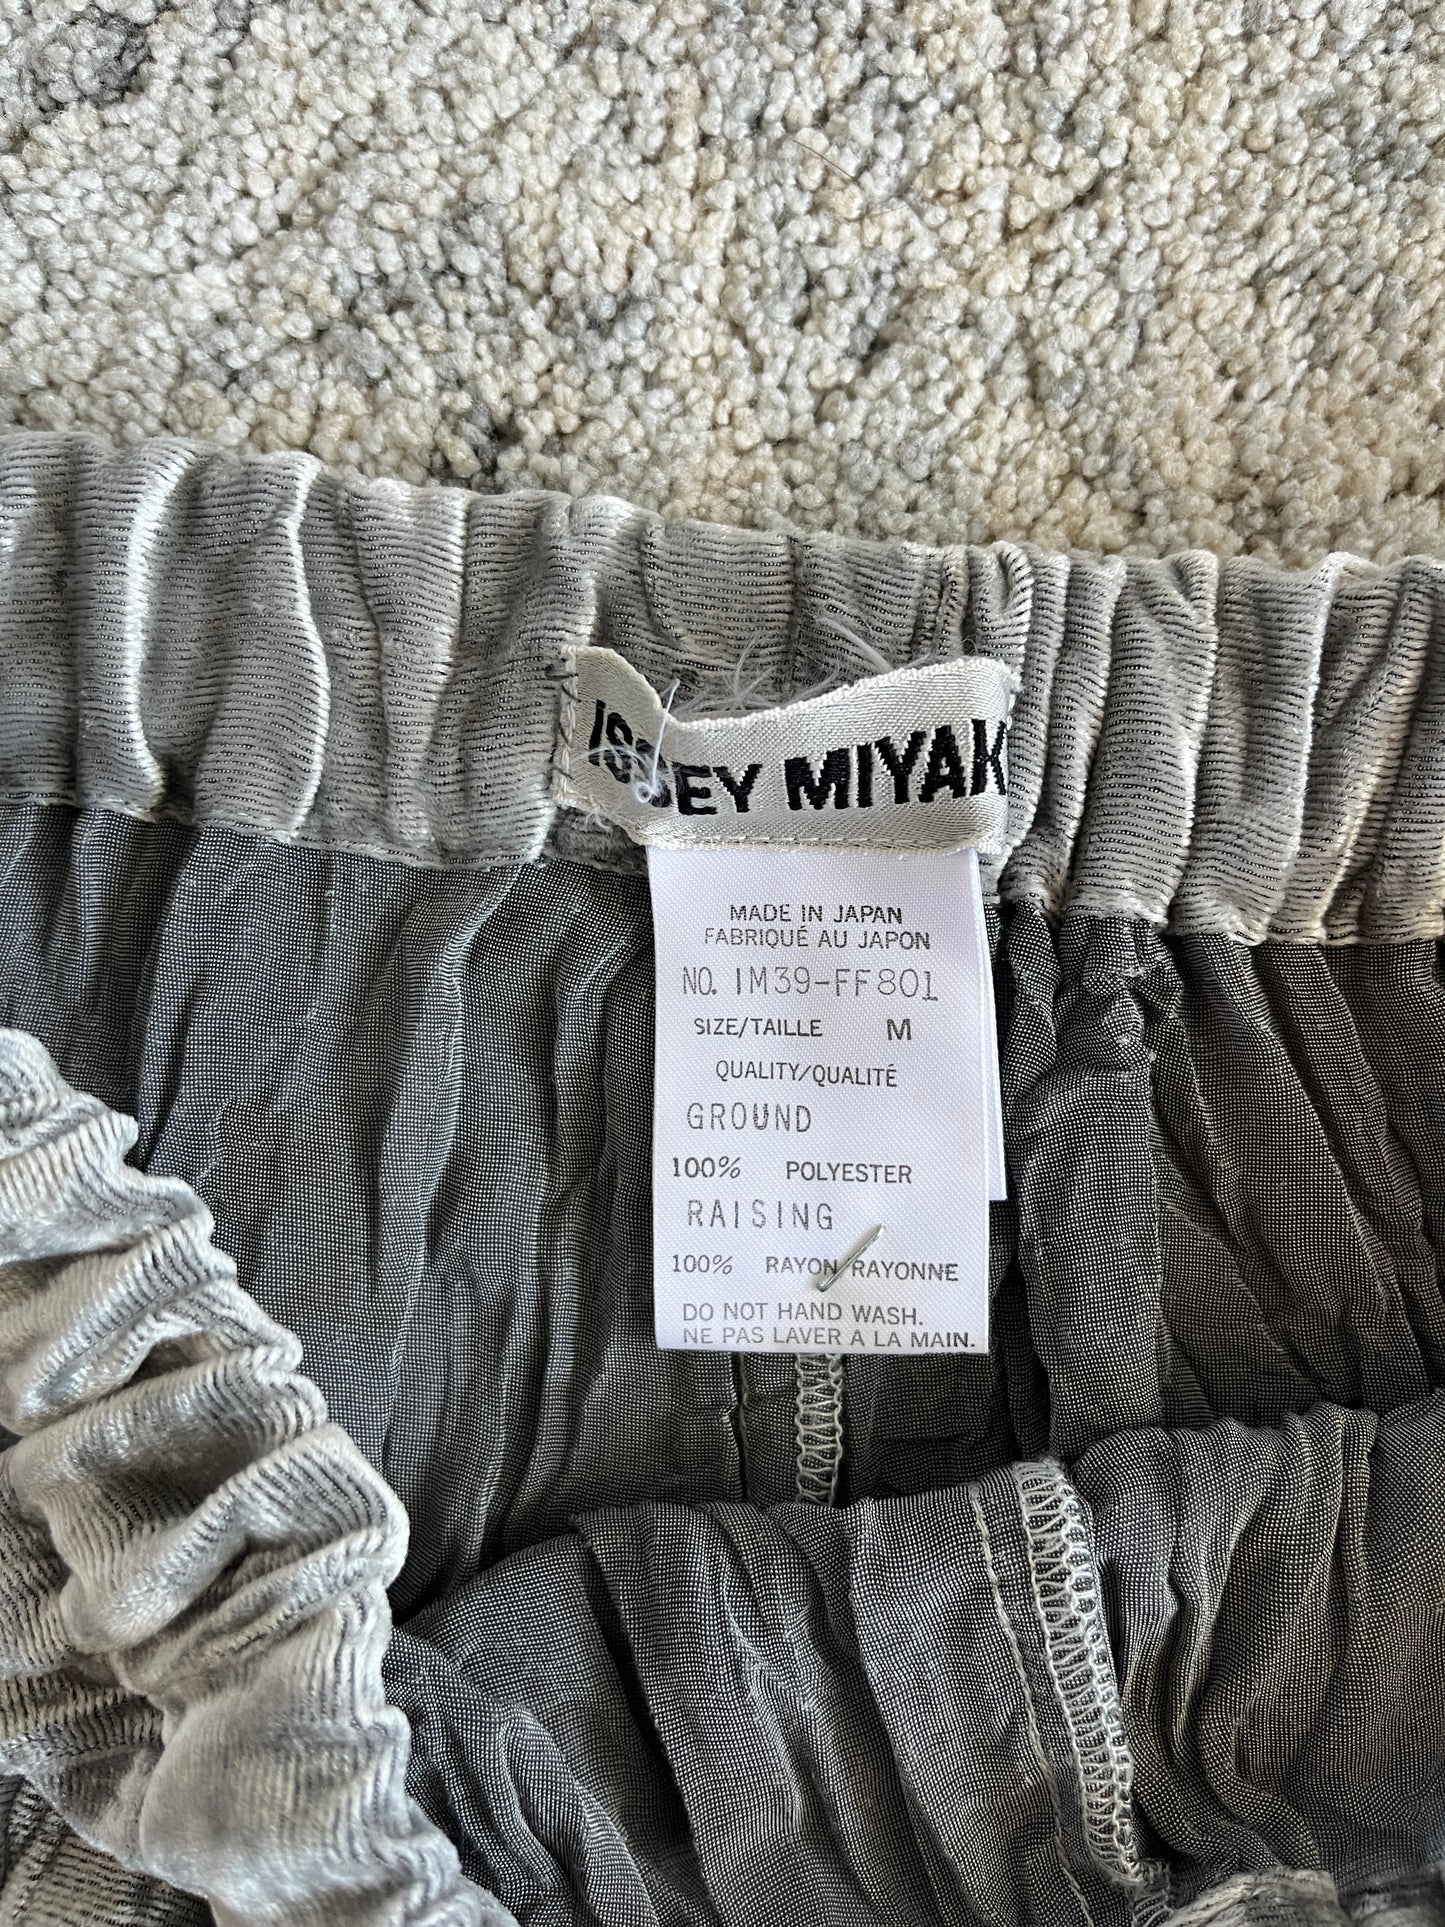 ISSEY MIYAK
MADE IN JAPAN
FABRIQUÉ AU JAPON
NO. IM39-FF801
SIZE/TAILLE M
QUALITY/QUALITÉ
GROUND
100% POLYESTER
RAISING
100% RAYON/RAYONNE
DO NOT HAND WASH.
NE PAS LAVER A LA MAIN.